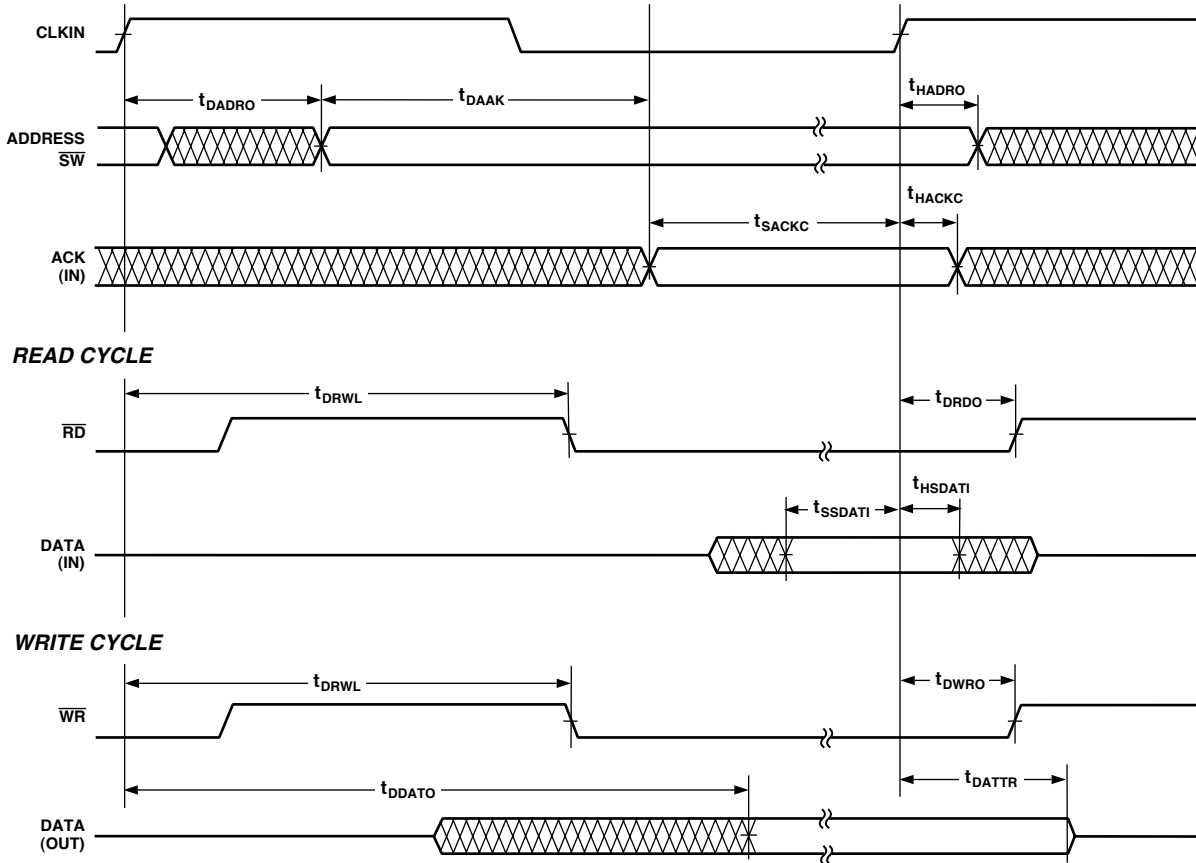 CLKIN
tDADRO
tDAAK
tHADRO
ADDRESS
SW
tHACKC
tSACKC
ACK
(IN)
READ CYCLE
tDRWL
tDRDO
RD
tHSDATI
tSSDATI
DATA
(IN)
WRITE CYCLE
tDRWL
tDWRO
WR
tDATTR
tDDATO
DATA
(OUT)